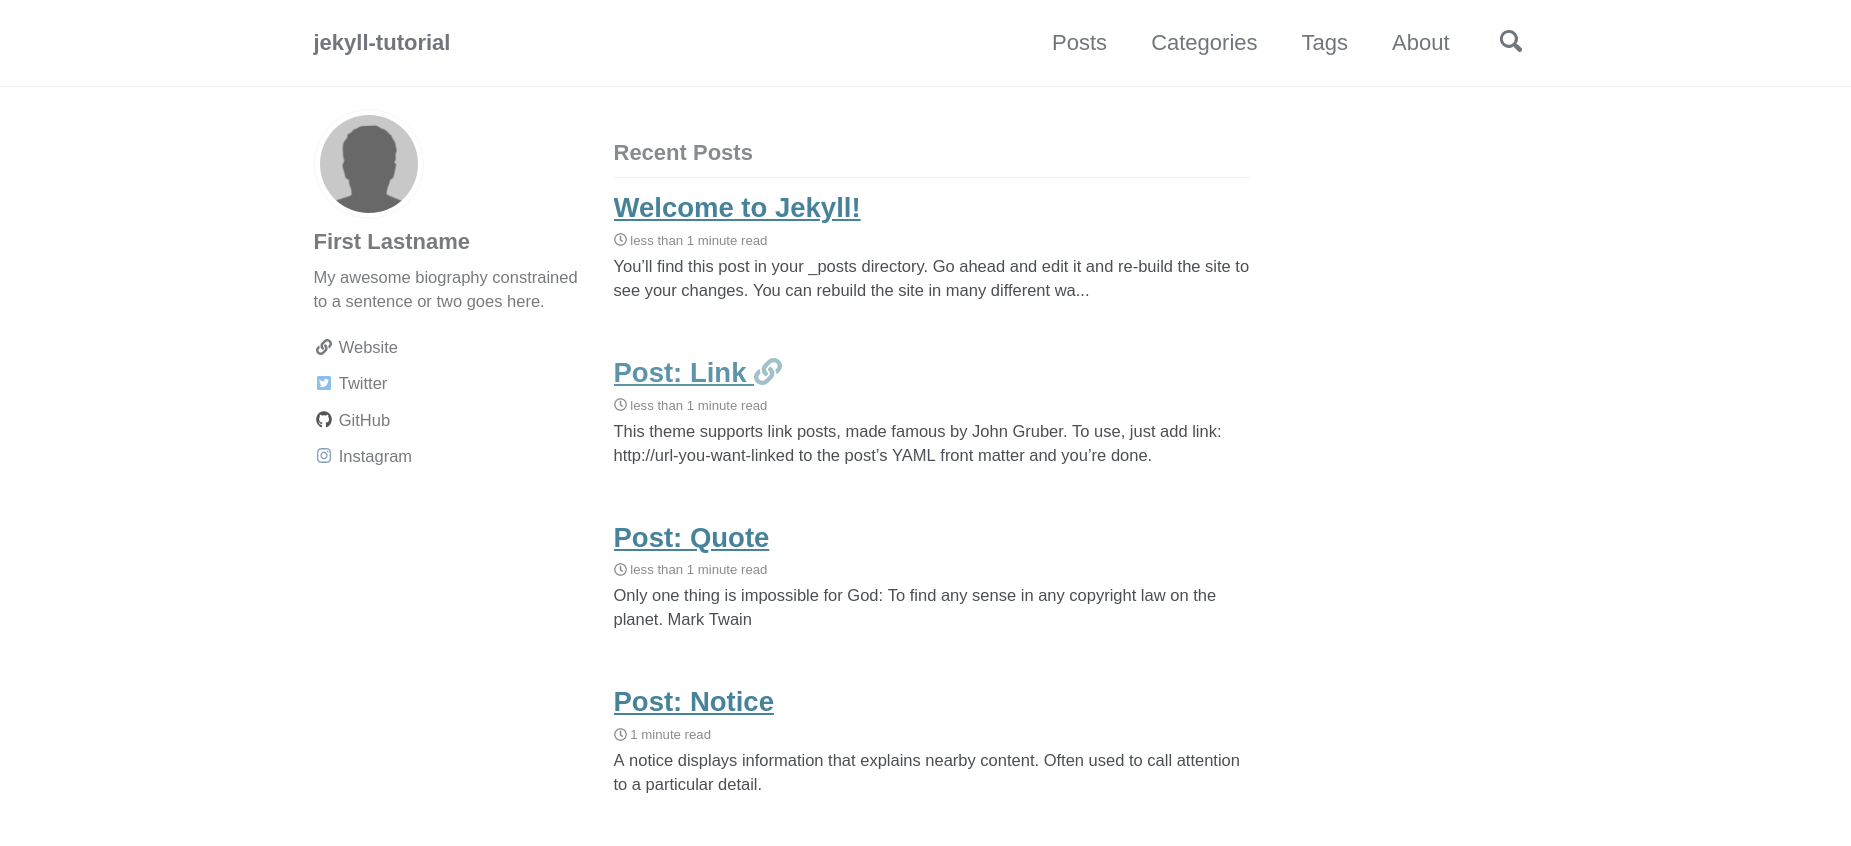 jekyll-tutorial
Posts
Categories
Tags
About
First Lastname
My awesome biography constrained
to a sentence or two goes here.
Website
Twitter
GitHub
Instagram
Recent Posts
Welcome to Jekyll!
less than 1 minute read
You’ll find this post in your _posts directory. Go ahead and edit it and re-build the site to
see your changes. You can rebuild the site in many different wa...
Post: Link
less than 1 minute read
This theme supports link posts, made famous by John Gruber. To use, just add link:
http://url-you-want-linked to the post’s YAML front matter and you’re done.
Post: Quote
less than 1 minute read
Only one thing is impossible for God: To find any sense in any copyright law on the
planet. Mark Twain
Post: Notice
1 minute read
A notice displays information that explains nearby content. Often used to call attention
to a particular detail.